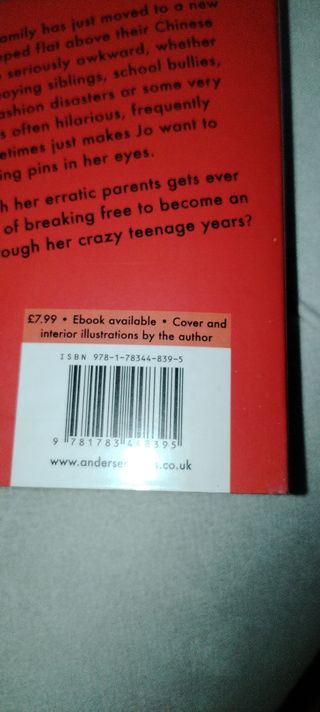 amily has just moved to a new
ped flat above their Chinese
seriously awkward, whether
oying siblings, school bullies,
ashion disasters or some very
s often hilarious, frequently
etimes just makes Jo want to
ing pins in her eyes.
h her erratic parents gets ever
of breaking free to become an
ough her crazy teenage years?
£7.99 • Ebook available • Cover and
interior illustrations by the author
ISBN 978-1-78344-839-5
9 781783 448395
www.anderse s.co.uk